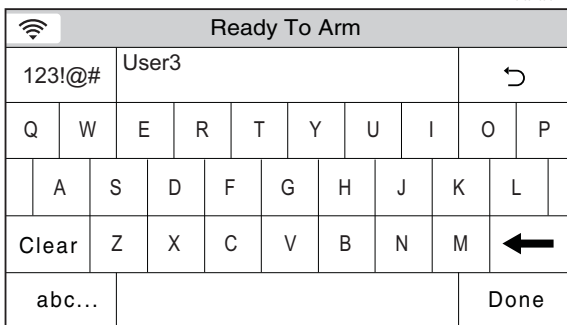 Ready To Arm
123!@# User3
Q W E R T Y U I O P
A S D F G H J K L
Clear Z X C V B N M
abc... Done